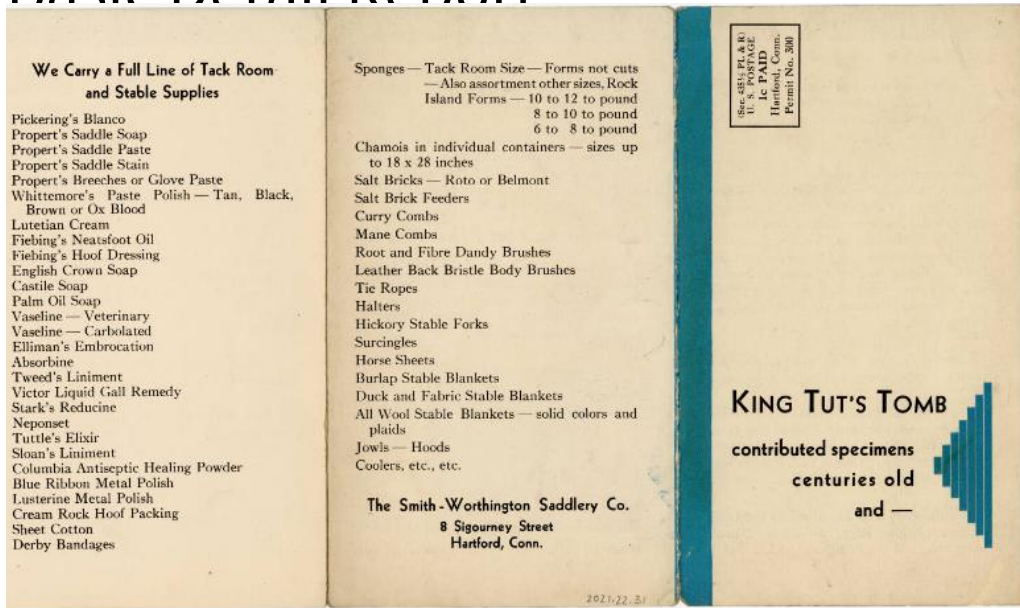 We Carry a Full Line of Tack Room
and Stable Supplies
Pickering's Blanco
Propert's Saddle Soap
Propert's Saddle Paste
Propert's Saddle Stain
Propert's Breeches or Glove Paste
Whittemore's Paste Polish — Tan, Black,
Brown or Ox Blood
Lutetian Cream
Fiebing's Neatsfoot Oil
Fiebing's Hoof Dressing
English Crown Soap
Castile Soap
Palm Oil Soap
Vaseline — Veterinary
Vaseline — Carbolated
Elliman's Embrocation
Absorbine
Tweed's Liniment
Victor Liquid Gall Remedy
Stark's Reducine
Neponset
Tuttle's Elixir
Sloan's Liniment
Columbia Antiseptic Healing Powder
Blue Ribbon Metal Polish
Lusterine Metal Polish
Cream Rock Hoof Packing
Sheet Cotton
Derby Bandages
Sponges — Tack Room Size — Forms not cuts
— Also assortment other sizes, Rock
Island Forms — 10 to 12 to pound
8 to 10 to pound
6 to 8 to pound
Chamois in individual containers — sizes up
to 18 x 28 inches
Salt Bricks — Roto or Belmont
Salt Brick Feeders
Curry Combs
Mane Combs
Root and Fibre Dandy Brushes
Leather Back Bristle Body Brushes
Tie Ropes
Halters
Hickory Stable Forks
Surcingles
Horse Sheets
Burlap Stable Blankets
Duck and Fabric Stable Blankets
All Wool Stable Blankets — solid colors and
plaids
Jowls — Hoods
Coolers, etc., etc.
The Smith-Worthington Saddlery Co.
8 Sigourney Street
Hartford, Conn.
2021.22.31
(Sec. 435½ PL. & R)
U. S. POSTAGE
1c PAID
Hartford, Conn.
Permit No. 300
KING TUT'S TOMB
contributed specimens
centuries old
and —